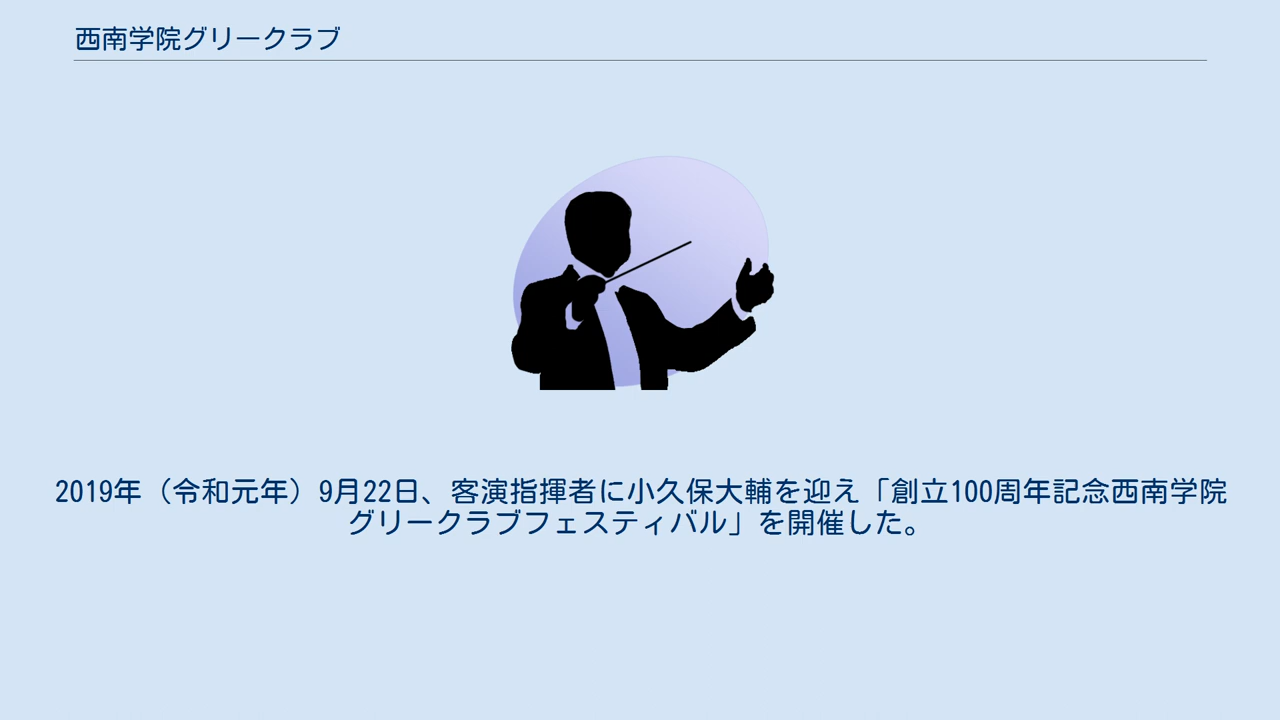 西南学院グリークラブ
2019年（令和元年）9月22日、客演指揮者に小久保大輔を迎え「創立100周年記念西南学院
グリークラブフェスティバル」を開催した。